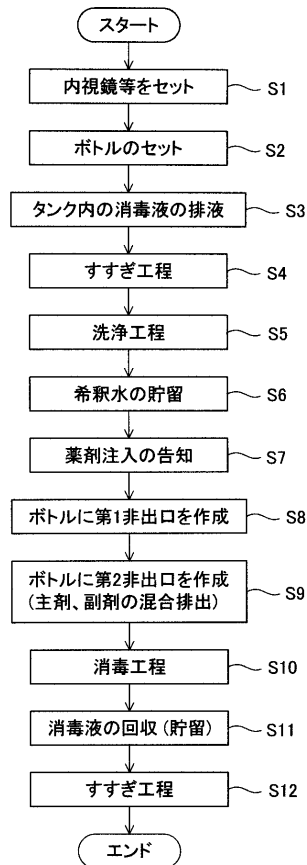 スタート
内視鏡等をセット S1
ボトルのセット S2
タンク内の消毒液の排液 S3
すすぎ工程 S4
洗浄工程 S5
希釈水の貯留 S6
薬剤注入の告知 S7
ボトルに第1非出口を作成 S8
ボトルに第2非出口を作成
(主剤、副剤の混合排出) S9
消毒工程 S10
消毒液の回収(貯留) S11
すすぎ工程 S12
エンド